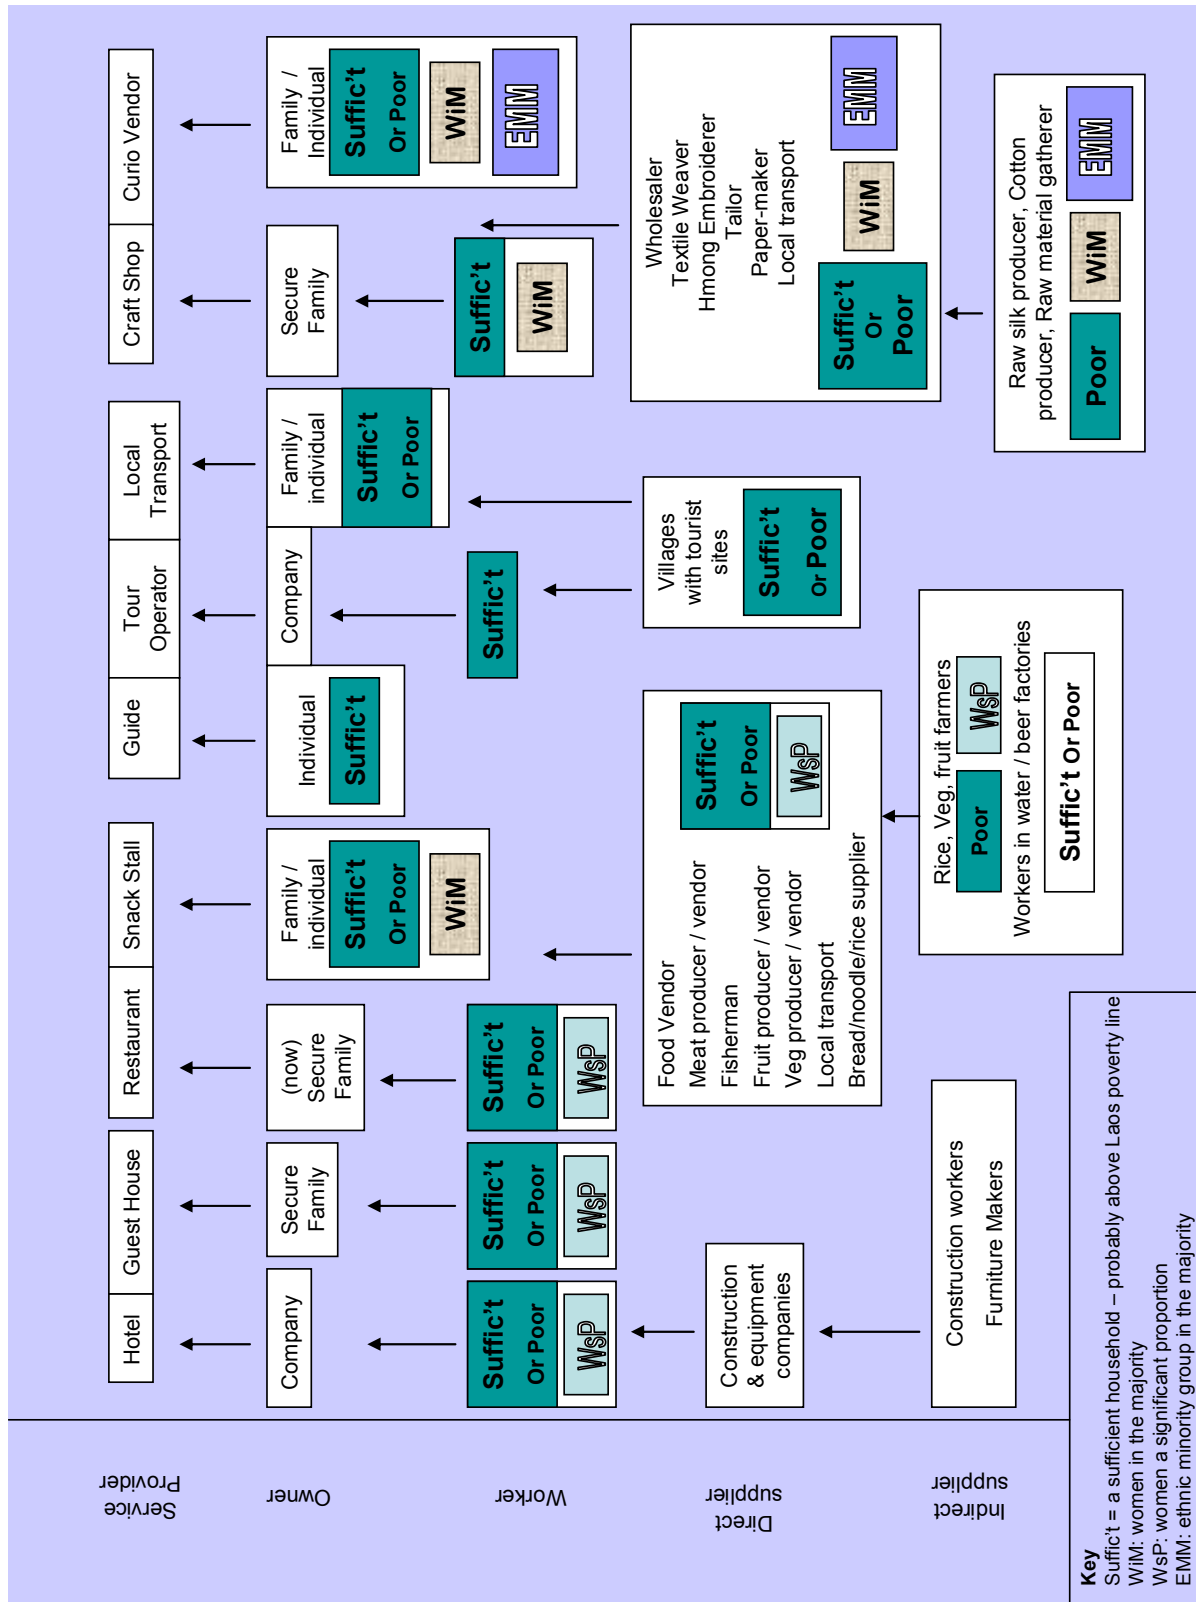 Service
Provider
Hotel
Guest House
Restaurant
Snack Stall
Guide
Tour
Operator
Local
Transport
Craft Shop
Curio Vendor
Owner
Company
Secure
Family
(now)
Secure
Family
Family /
individual
Suffic't
Or Poor
WiM
Individual
Suffic't
Company
Family /
individual
Suffic't
Or Poor
Secure
Family
Family /
Individual
Suffic't
Or Poor
WiM
EMM
Worker
Suffic't
Or Poor
WsP
Suffic't
Or Poor
WsP
Suffic't
Or Poor
WsP
Suffic't
Suffic't
WiM
Direct
supplier
Construction
& equipment
companies
Food Vendor
Meat producer / vendor
Fisherman
Fruit producer / vendor
Veg producer / vendor
Local transport
Bread/noodle/rice supplier
Suffic't
Or Poor
WsP
Villages
with tourist
sites
Suffic't
Or Poor
Wholesaler
Textile Weaver
Hmong Embroiderer
Tailor
Paper-maker
Local transport
Suffic't
Or
Poor
WiM
EMM
Indirect
supplier
Construction workers
Furniture Makers
Rice, Veg, fruit farmers
Poor
WsP
Workers in water / beer factories
Suffic't Or Poor
Raw silk producer, Cotton
producer, Raw material gatherer
Poor
WiM
EMM
Key
Suffic't = a sufficient household – probably above Laos poverty line
WiM: women in the majority
WsP: women a significant proportion
EMM: ethnic minority group in the majority